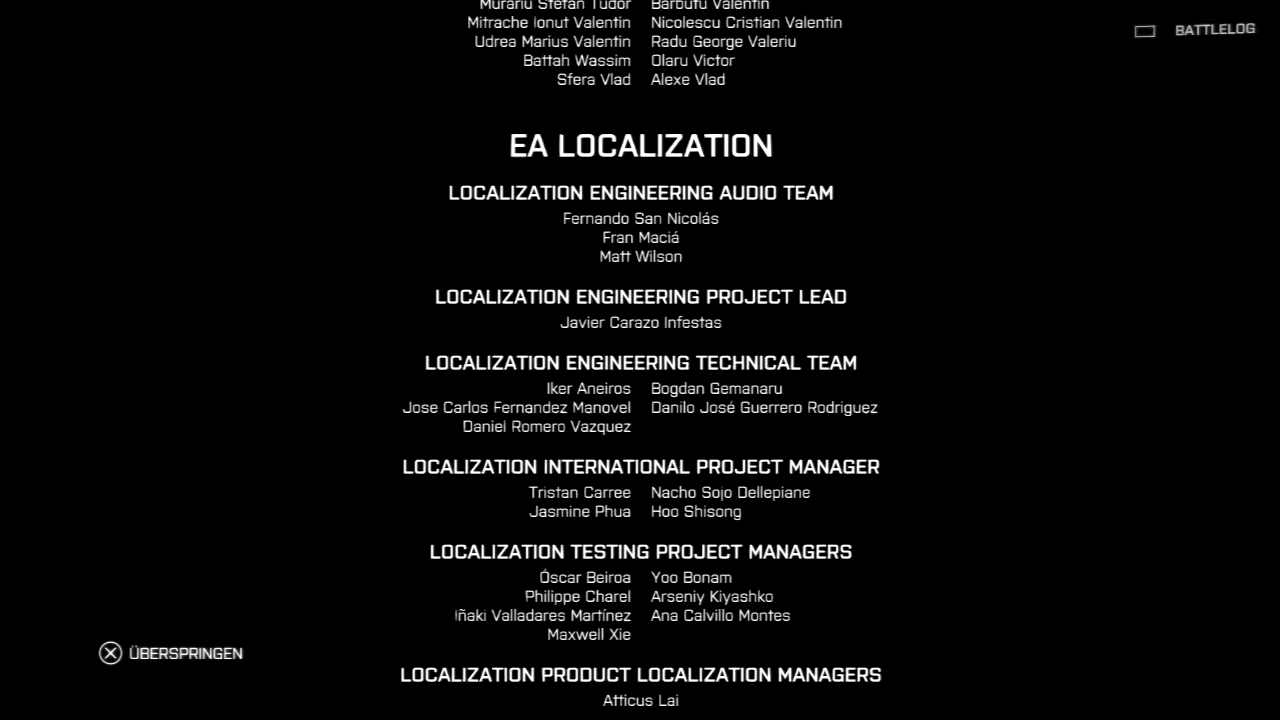 Murariu Stefan Tudor Barbutu Valentin
Mitrache Ionut Valentin Nicolescu Cristian Valentin
BATTLELOG
Udrea Marius Valentin Radu George Valeriu
Battah Wassim Olaru Victor
Sfera Vlad Alexe Vlad
EA LOCALIZATION
LOCALIZATION ENGINEERING AUDIO TEAM
Fernando San Nicolás
Fran Maciá
Matt Wilson
LOCALIZATION ENGINEERING PROJECT LEAD
Javier Carazo Infestas
LOCALIZATION ENGINEERING TECHNICAL TEAM
Iker Aneiros Bogdan Gemanaru
Jose Carlos Fernandez Manovel Danilo José Guerrero Rodriguez
Daniel Romero Vazquez
LOCALIZATION INTERNATIONAL PROJECT MANAGER
Tristan Carree Nacho Sojo Dellepiane
Jasmine Phua Hoo Shisong
LOCALIZATION TESTING PROJECT MANAGERS
Óscar Beiroa Yoo Bonam
Philippe Charel Arseniy Kiyashko
Iñaki Valladares Martínez Ana Calvillo Montes
Maxwell Xie
ÜBERSPRINGEN
LOCALIZATION PRODUCT LOCALIZATION MANAGERS
Atticus Lai